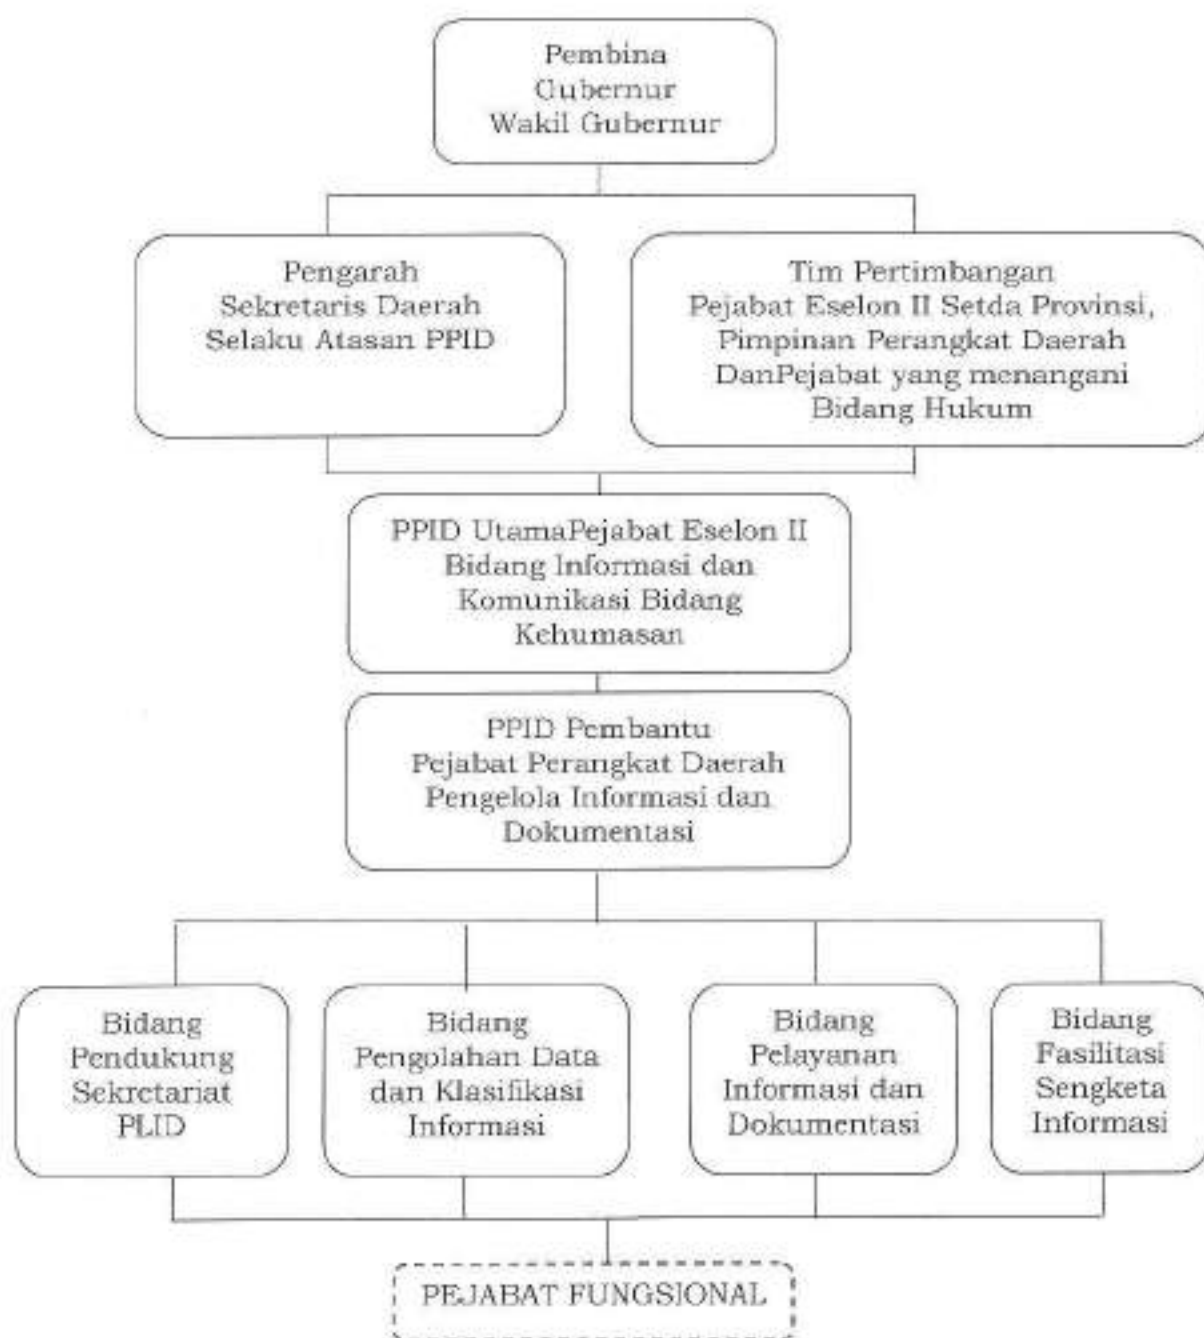 Pembina
Gubernur
Wakil Gubernur
Pengarah
Sekretaris Daerah
Selaku Atasan PPID
Tim Pertimbangan
Pejabat Eselon II Setda Provinsi,
Pimpinan Perangkat Daerah
DanPejabat yang menangani
Bidang Hukum
PPID UtamaPejabat Eselon II
Bidang Informasi dan
Komunikasi Bidang
Kehumasan
PPID Pembantu
Pejabat Perangkat Daerah
Pengelola Informasi dan
Dokumentasi
Bidang
Pendukung
Sekretariat
PLID
Bidang
Pengolahan Data
dan Klasifikasi
Informasi
Bidang
Pelayanan
Informasi dan
Dokumentasi
Bidang
Fasilitasi
Sengketa
Informasi
PEJABAT FUNGSIONAL